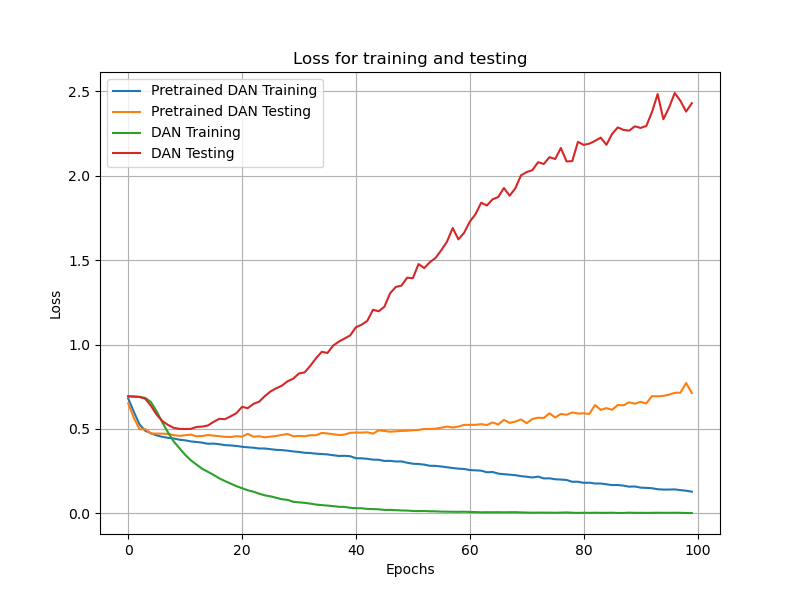 Loss for training and testing
Pretrained DAN Training
Pretrained DAN Testing
DAN Training
DAN Testing
2.5
2.0
1.5
1.0
0.5
0.0
Loss
0 20 40 60 80 100
Epochs